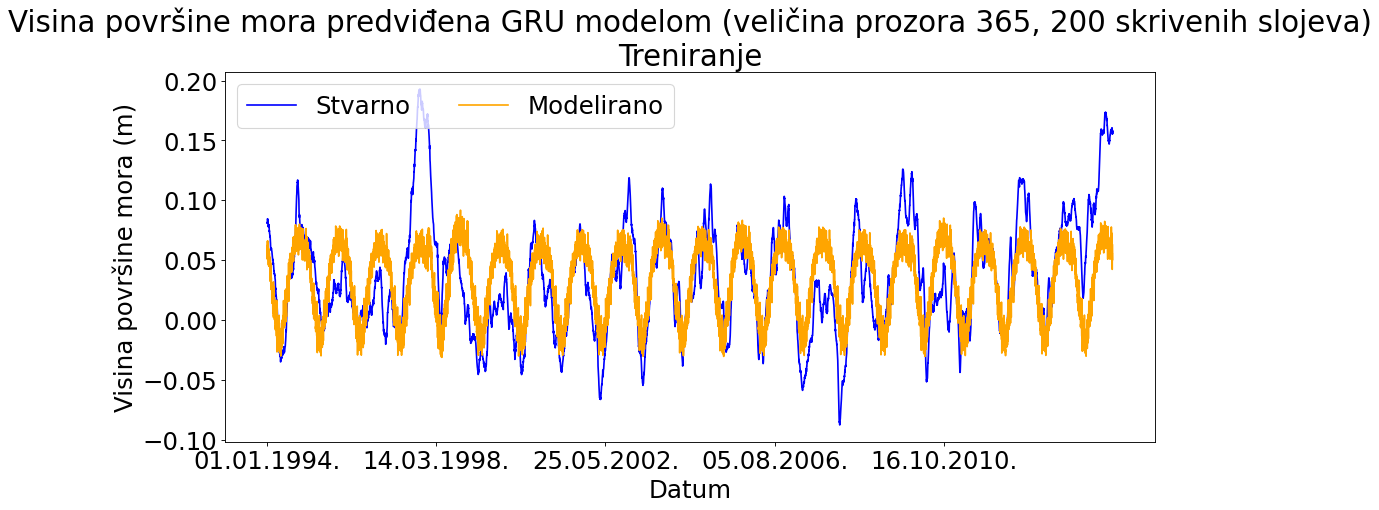 Visina površine mora predviđena GRU modelom (veličina prozora 365, 200 skrivenih slojeva)
Treniranje
Stvarno
Modelirano
Visina površine mora (m)
0.20
0.15
0.10
0.05
0.00
−0.05
−0.10
01.01.1994.
14.03.1998.
25.05.2002.
05.08.2006.
16.10.2010.
Datum